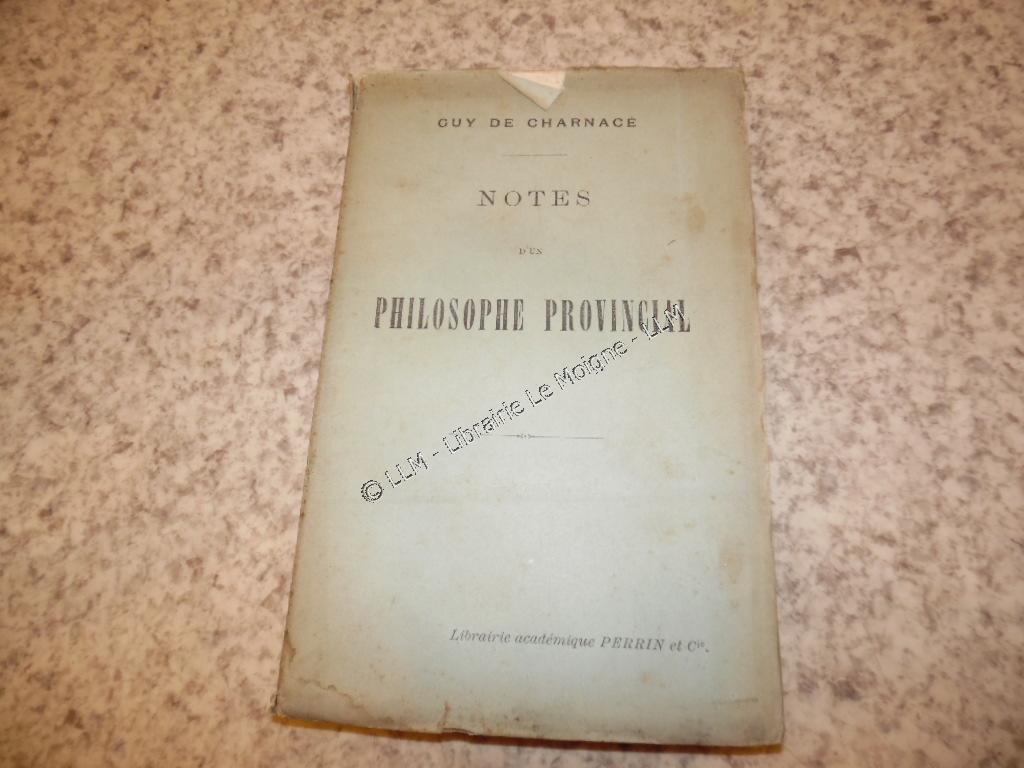 GUY DE CHARNACÉ
NOTES
D'UN
PHILOSOPHE PROVINCIAL
© LLM - Librairie Le Moigne - LLM
Librairie académique PERRIN et Cie.